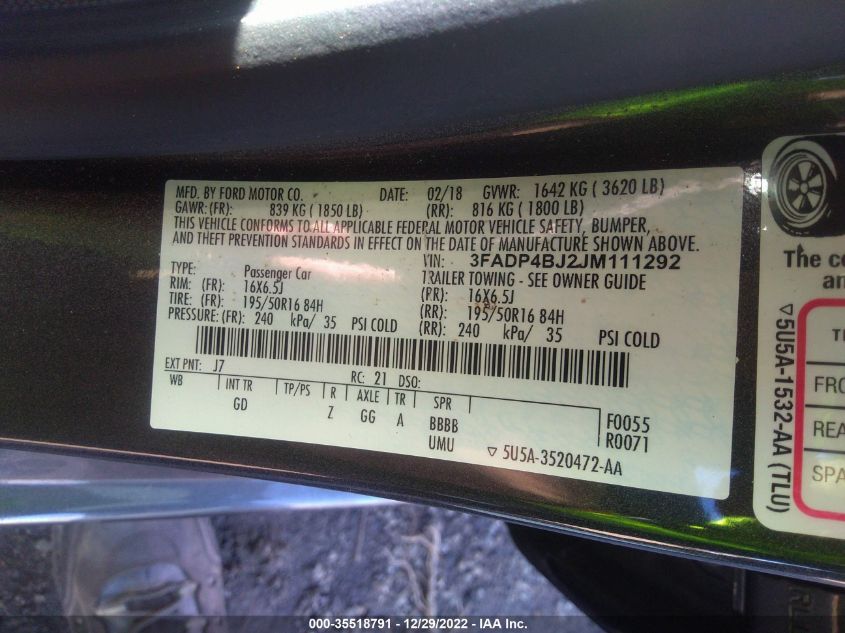 MFD. BY FORD MOTOR CO. DATE: 02/18 GVWR: 1642 KG ( 3620 LB)
GAWR: (FR): 839 KG ( 1850 LB) (RR): 816 KG ( 1800 LB)
THIS VEHICLE CONFORMS TO ALL APPLICABLE FEDERAL MOTOR VEHICLE SAFETY, BUMPER,
AND THEFT PREVENTION STANDARDS IN EFFECT ON THE DATE OF MANUFACTURE SHOWN ABOVE.
VIN: 3FADP4BJ2JM111292
TYPE: Passenger Car TRAILER TOWING - SEE OWNER GUIDE
RIM: (FR): 16X6.5J (RR): 16X6.5J
TIRE: (FR): 195/50R16 84H (RR): 195/50R16 84H
PRESSURE: (FR): 240 kPa/ 35 PSI COLD (RR): 240 kPa/ 35 PSI COLD
EXT PNT: J7 RC: 21 DSO:
WB INT TR TP/PS R AXLE TR SPR
GD Z GG A BBBB F0055
UMU R0071
▽ 5U5A-3520472-AA
The co
an
▽5U5A-1532-AA (TLU)
TI
FRO
REA
SPA
000-35518791 - 12/29/2022 - IAA Inc.